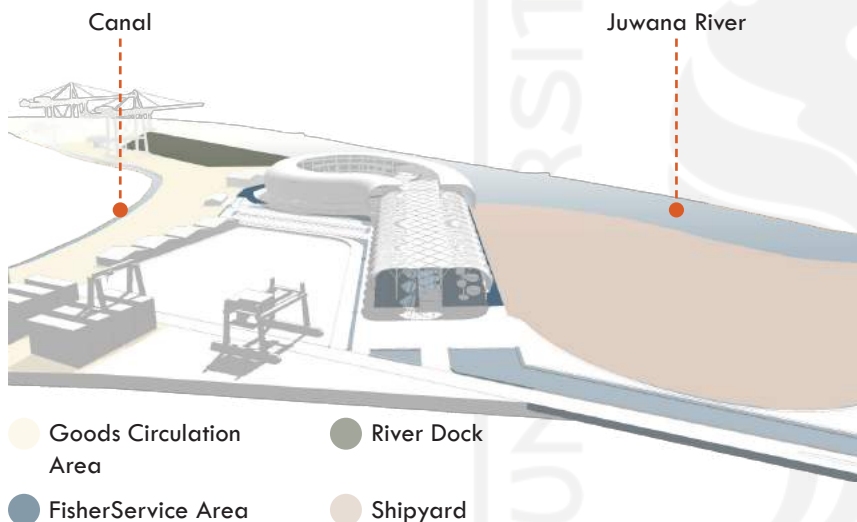 Canal
Juwana River
Goods Circulation
Area
River Dock
FisherService Area
Shipyard